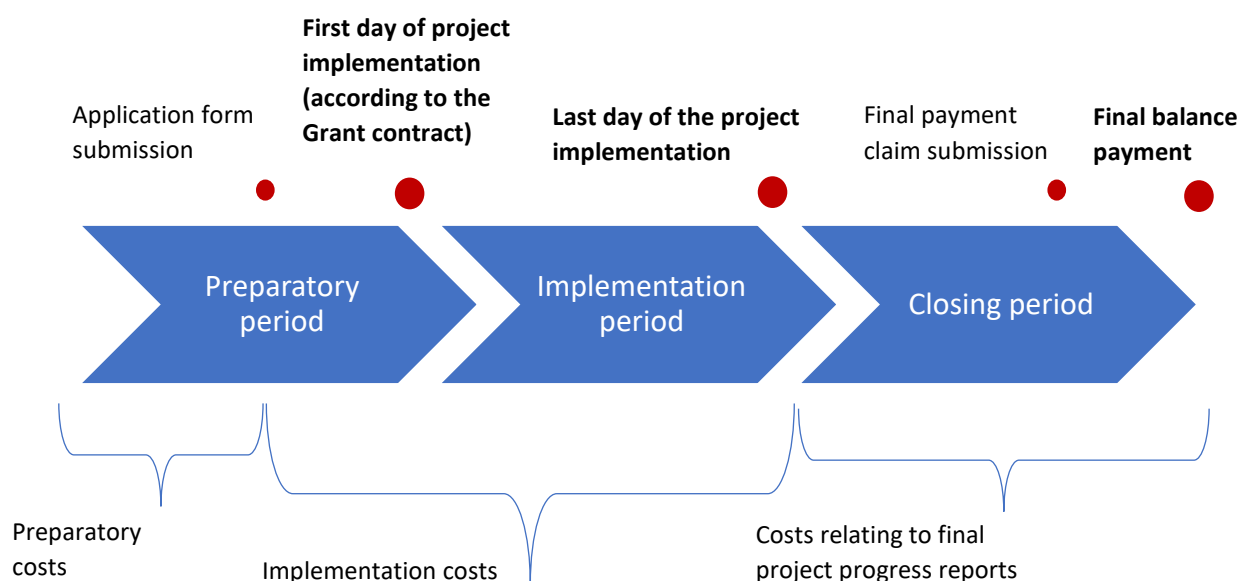 Application form
submission
First day of project
implementation
(according to the
Grant contract)
Last day of the project
implementation
Final payment
claim submission
Final balance
payment
Preparatory
period
Implementation
period
Closing period
Preparatory
costs
Implementation costs
Costs relating to final
project progress reports